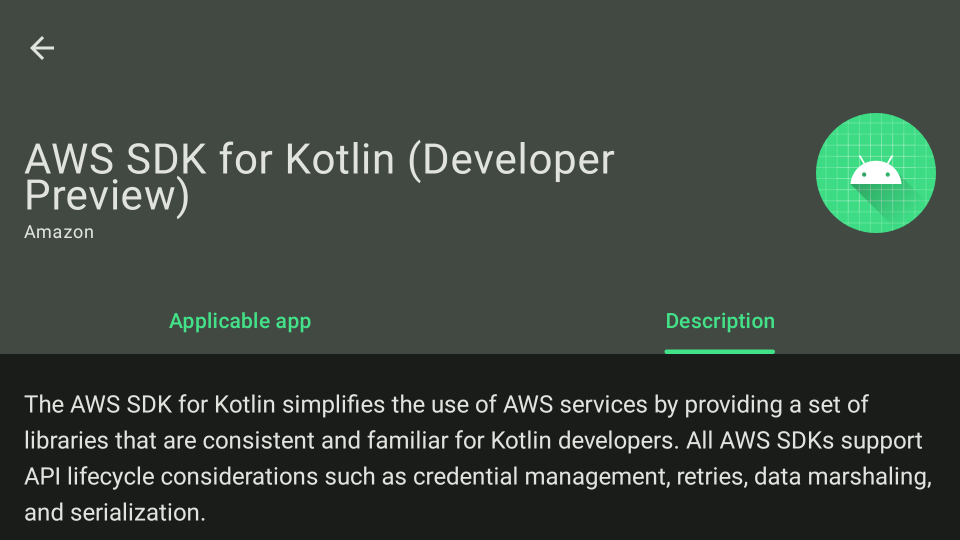 AWS SDK for Kotlin (Developer
Preview)
Amazon
Applicable app
Description
The AWS SDK for Kotlin simplifies the use of AWS services by providing a set of
libraries that are consistent and familiar for Kotlin developers. All AWS SDKs support
API lifecycle considerations such as credential management, retries, data marshaling,
and serialization.